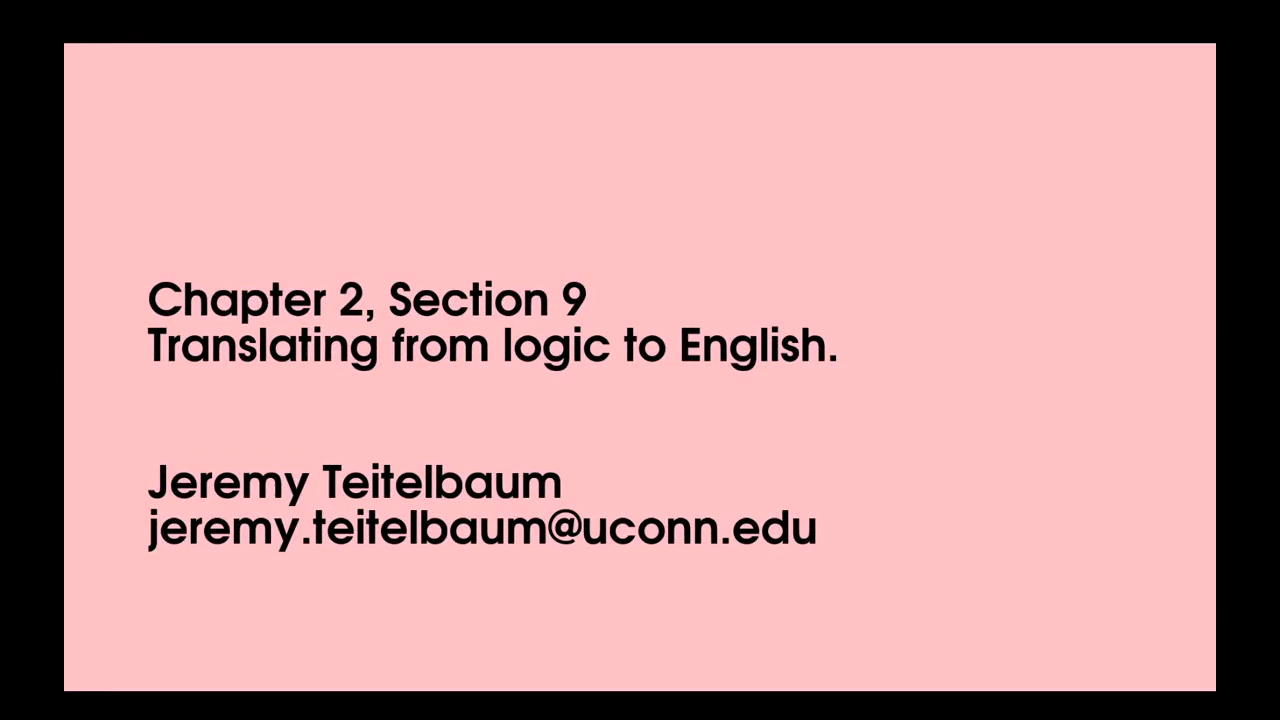 Chapter 2, Section 9
Translating from logic to English.
Jeremy Teitelbaum
jeremy.teitelbaum@uconn.edu